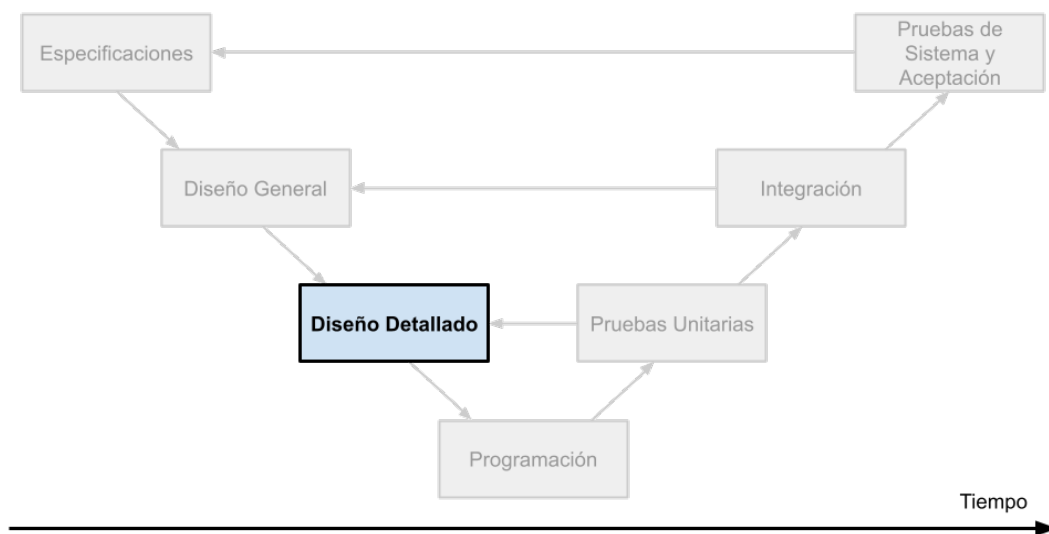 Especificaciones
Pruebas de
Sistema y
Aceptación
Diseño General
Integración
Diseño Detallado
Pruebas Unitarias
Programación
Tiempo